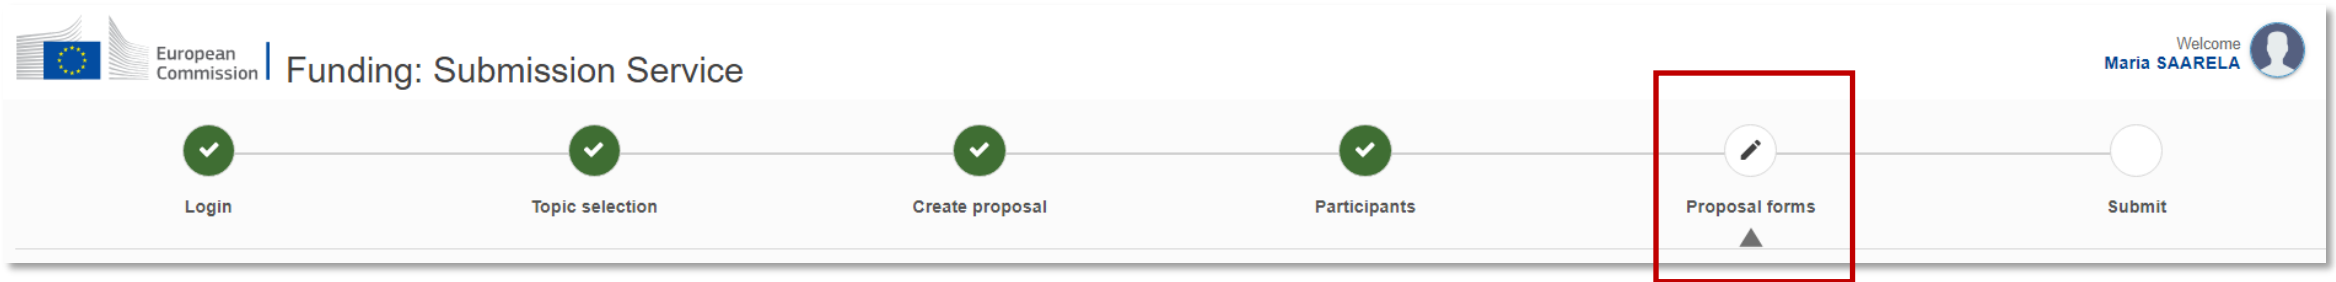 European
Commission
Funding: Submission Service
Welcome
Maria SAARELA
Login
Topic selection
Create proposal
Participants
Proposal forms
Submit